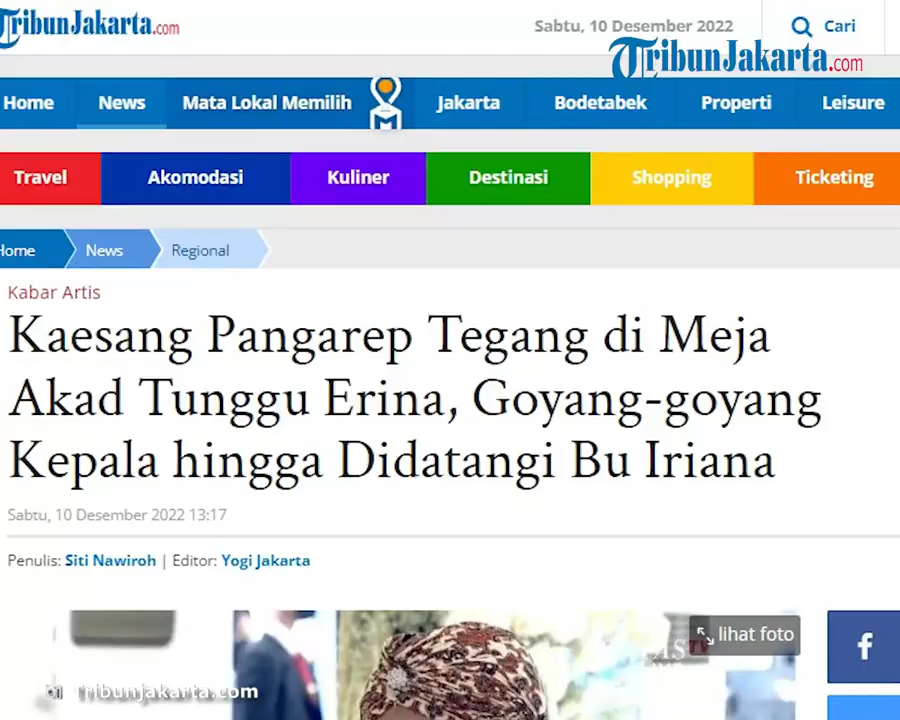 TribunJakarta.com
Sabtu, 10 Desember 2022
Cari
TribunJakarta.com
Home News Mata Lokal Memilih M Jakarta Bodetabek Properti Leisure
Travel Akomodasi Kuliner Destinasi Shopping Ticketing
Home News Regional
Kabar Artis
Kaesang Pangarep Tegang di Meja
Akad Tunggu Erina, Goyang-goyang
Kepala hingga Didatangi Bu Iriana
Sabtu, 10 Desember 2022 13:17
Penulis: Siti Nawiroh | Editor: Yogi Jakarta
lihat foto
f
Tribunjakarta.com